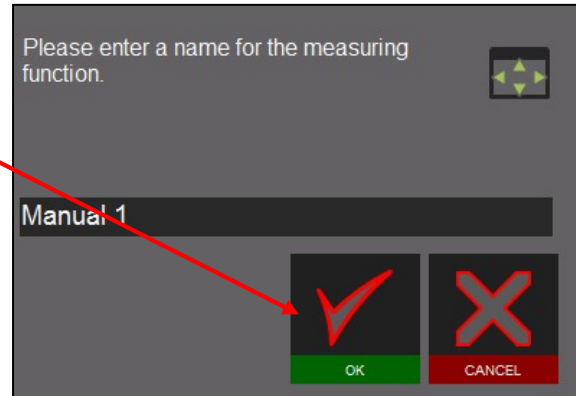 Please enter a name for the measuring
function.
Manual 1
OK
CANCEL